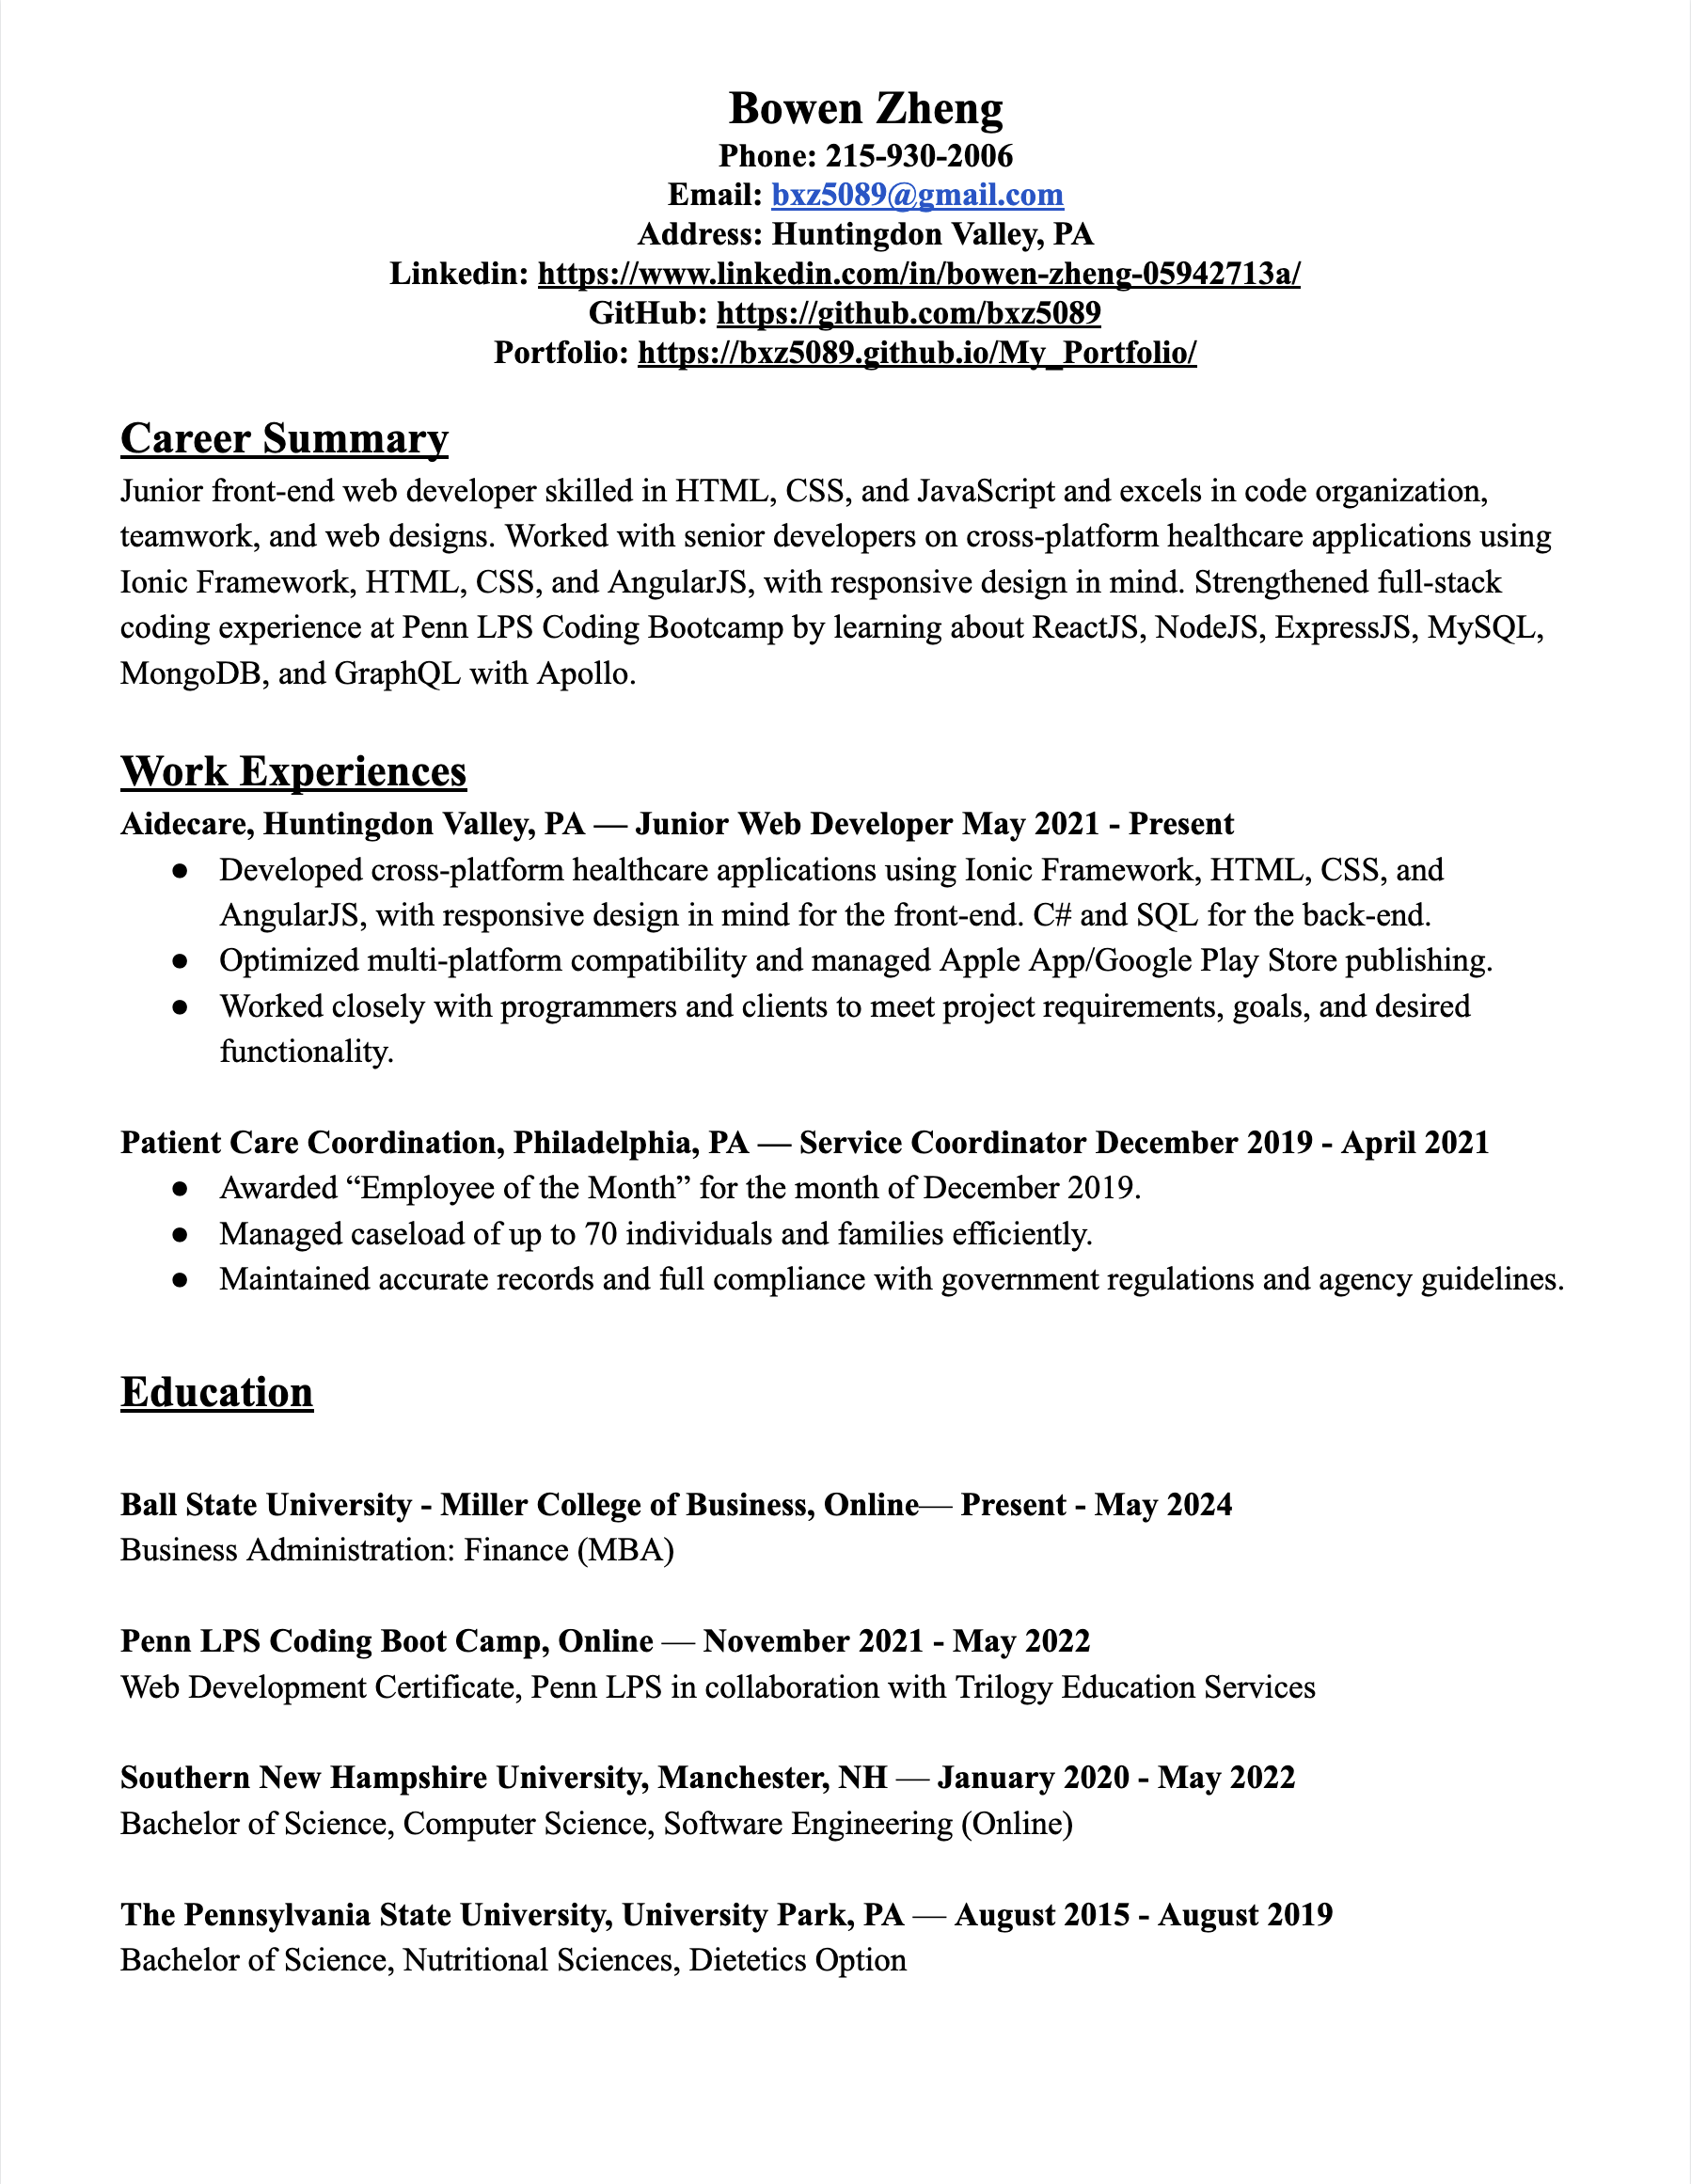 Bowen Zheng
Phone: 215-930-2006
Email: bxz5089@gmail.com
Address: Huntingdon Valley, PA
Linkedin: https://www.linkedin.com/in/bowen-zheng-05942713a/
GitHub: https://github.com/bxz5089
Portfolio: https://bxz5089.github.io/My_Portfolio/
Career Summary
Junior front-end web developer skilled in HTML, CSS, and JavaScript and excels in code organization,
teamwork, and web designs. Worked with senior developers on cross-platform healthcare applications using
Ionic Framework, HTML, CSS, and AngularJS, with responsive design in mind. Strengthened full-stack
coding experience at Penn LPS Coding Bootcamp by learning about ReactJS, NodeJS, ExpressJS, MySQL,
MongoDB, and GraphQL with Apollo.
Work Experiences
Aidecare, Huntingdon Valley, PA — Junior Web Developer May 2021 - Present
● Developed cross-platform healthcare applications using Ionic Framework, HTML, CSS, and
AngularJS, with responsive design in mind for the front-end. C# and SQL for the back-end.
● Optimized multi-platform compatibility and managed Apple App/Google Play Store publishing.
● Worked closely with programmers and clients to meet project requirements, goals, and desired
functionality.
Patient Care Coordination, Philadelphia, PA — Service Coordinator December 2019 - April 2021
● Awarded “Employee of the Month” for the month of December 2019.
● Managed caseload of up to 70 individuals and families efficiently.
● Maintained accurate records and full compliance with government regulations and agency guidelines.
Education
Ball State University - Miller College of Business, Online— Present - May 2024
Business Administration: Finance (MBA)
Penn LPS Coding Boot Camp, Online — November 2021 - May 2022
Web Development Certificate, Penn LPS in collaboration with Trilogy Education Services
Southern New Hampshire University, Manchester, NH — January 2020 - May 2022
Bachelor of Science, Computer Science, Software Engineering (Online)
The Pennsylvania State University, University Park, PA — August 2015 - August 2019
Bachelor of Science, Nutritional Sciences, Dietetics Option